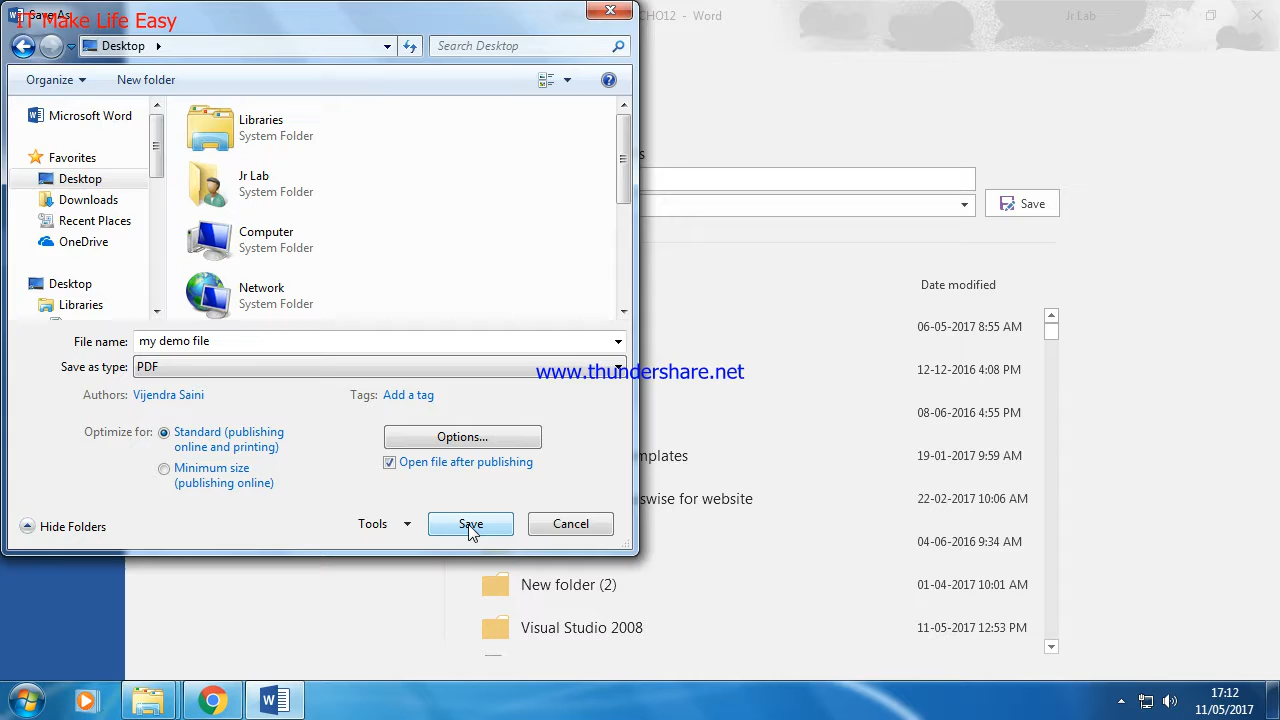 IT Make Life Easy
Save As
CHO12 - Word
Jr Lab
Desktop
Search Desktop
Organize
New folder
Microsoft Word
Favorites
Desktop
Downloads
Recent Places
OneDrive
Desktop
Libraries
Libraries
System Folder
Jr Lab
System Folder
Computer
System Folder
Network
System Folder
File name: my demo file
Save as type: PDF
www.thundershare.net
Authors: Vijendra Saini
Tags: Add a tag
Optimize for: Standard (publishing
online and printing)
Minimum size
(publishing online)
Options...
Open file after publishing
Hide Folders
Tools
Save
Cancel
Save
Date modified
06-05-2017 8:55 AM
12-12-2016 4:08 PM
08-06-2016 4:55 PM
19-01-2017 9:59 AM
22-02-2017 10:06 AM
04-06-2016 9:34 AM
New folder (2) 01-04-2017 10:01 AM
Visual Studio 2008 11-05-2017 12:53 PM
17:12
11/05/2017